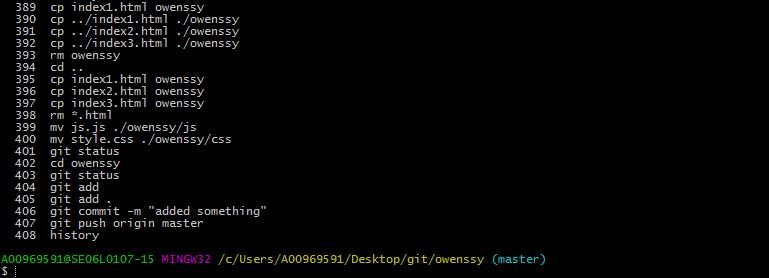 389 cp index1.html owenssy
390 cp ../index1.html ./owenssy
391 cp ../index2.html ./owenssy
392 cp ../index3.html ./owenssy
393 rm owenssy
394 cd ..
395 cp index1.html owenssy
396 cp index2.html owenssy
397 cp index3.html owenssy
398 rm *.html
399 mv js.js ./owenssy/js
400 mv style.css ./owenssy/css
401 git status
402 cd owenssy
403 git status
404 git add
405 git add .
406 git commit -m "added something"
407 git push origin master
408 history
A00969591@SE06L0107-15 MINGW32 /c/Users/A00969591/Desktop/git/owenssy (master)
$